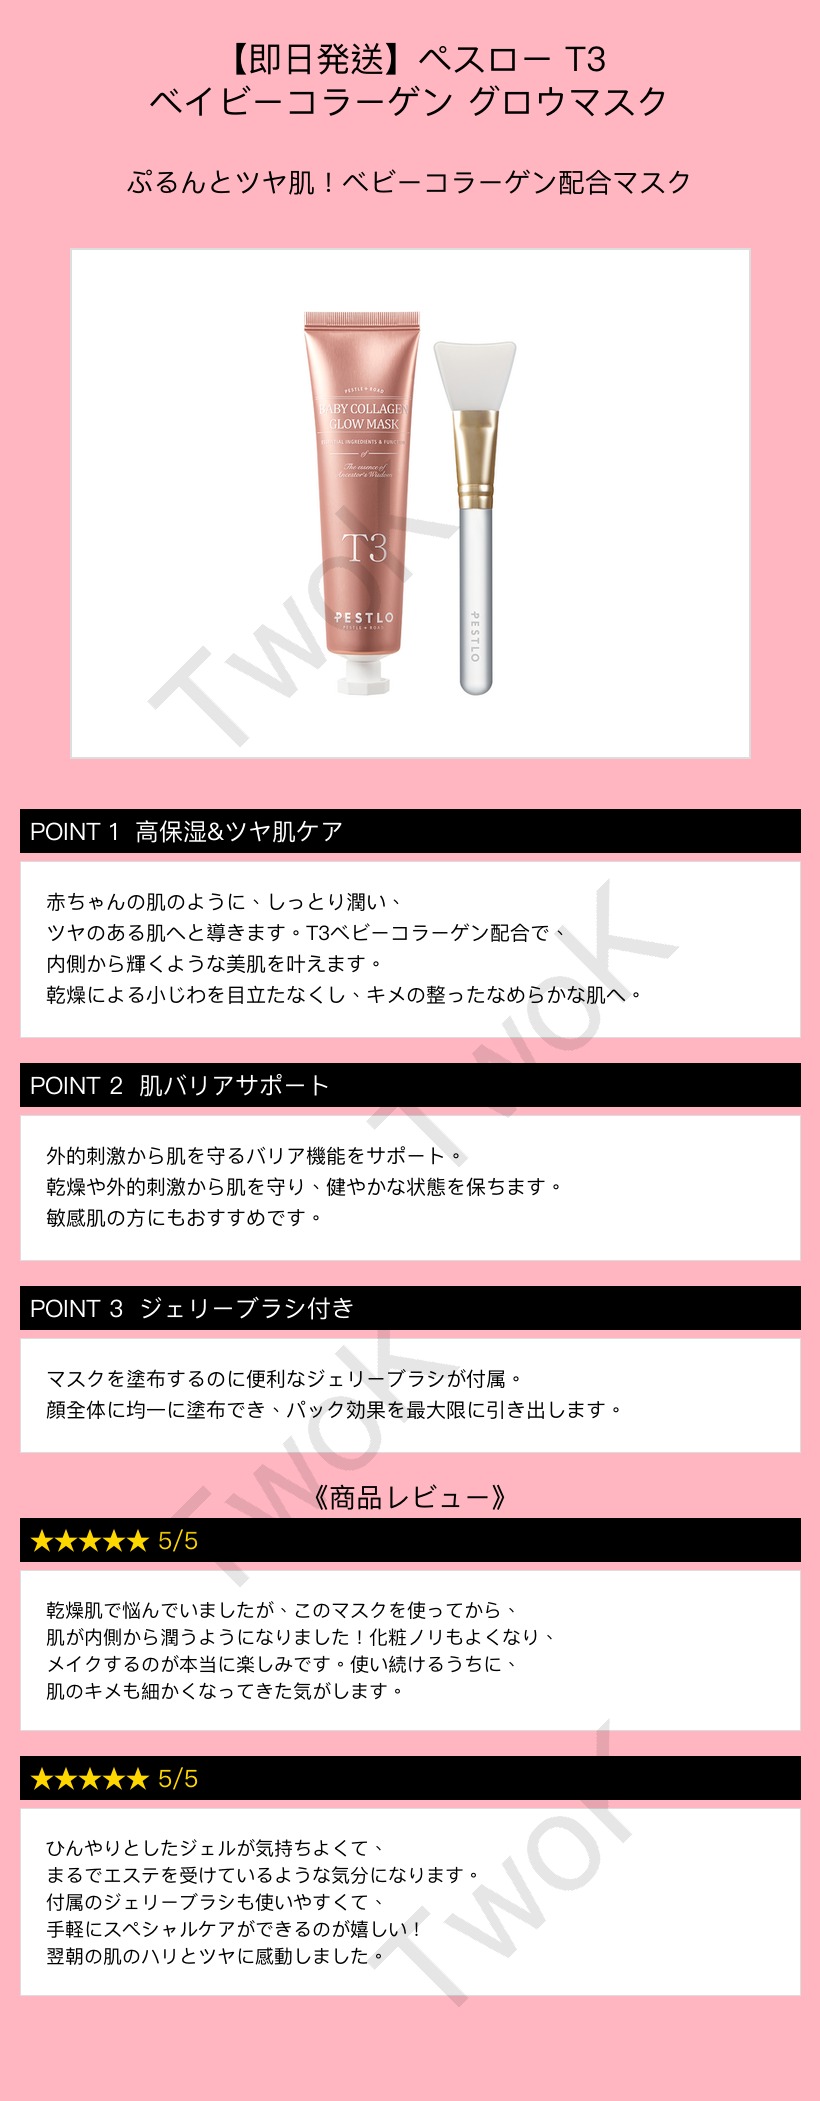 【即日発送】ペスロー T3
ベイビーコラーゲン グロウマスク
ぷるんとツヤ肌！ベビーコラーゲン配合マスク
PESTLE + ROAD
BABY COLLAGEN
GLOW MASK
INGREDIENTS &
of
The essence of
Ancestor's Wisdom
T3
PESTLO
PESTLE + ROAD
PESTLO
TwoK
POINT 1 高保湿&ツヤ肌ケア
赤ちゃんの肌のように、しっとり潤い、
ツヤのある肌へと導きます。T3ベビーコラーゲン配合で、
内側から輝くような美肌を叶えます。
乾燥による小じわを目立たなくし、キメの整ったなめらかな肌へ。
TwoK
POINT 2 肌バリアサポート
外的刺激から肌を守るバリア機能をサポート。
乾燥や外的刺激から肌を守り、健やかな状態を保ちます。
敏感肌の方にもおすすめです。
POINT 3 ジェリーブラシ付き
マスクを塗布するのに便利なジェリーブラシが付属。
顔全体に均一に塗布でき、パック効果を最大限に引き出します。
TwoK
《商品レビュー》
★★★★★ 5/5
乾燥肌で悩んでいましたが、このマスクを使ってから、
肌が内側から潤うようになりました！化粧ノリもよくなり、
メイクするのが本当に楽しみです。使い続けるうちに、
肌のキメも細かくなってきた気がします。
★★★★★ 5/5
ひんやりとしたジェルが気持ちよくて、
まるでエステを受けているような気分になります。
付属のジェリーブラシも使いやすくて、
手軽にスペシャルケアができるのが嬉しい！
翌朝の肌のハリとツヤに感動しました。
TwoK